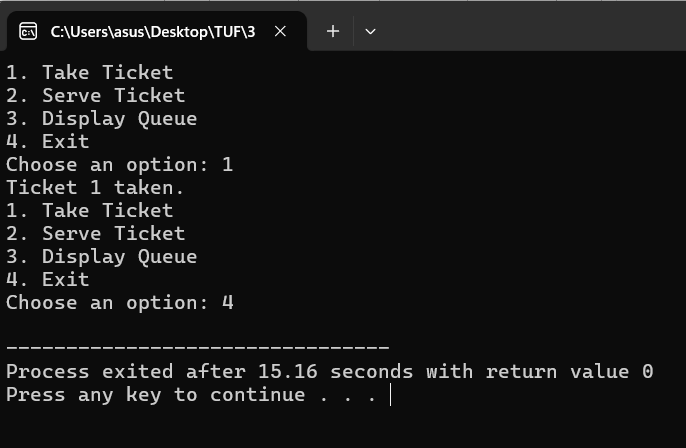 C:\Users\asus\Desktop\TUF\3
1. Take Ticket
2. Serve Ticket
3. Display Queue
4. Exit
Choose an option: 1
Ticket 1 taken.
1. Take Ticket
2. Serve Ticket
3. Display Queue
4. Exit
Choose an option: 4
--------------------------------
Process exited after 15.16 seconds with return value 0
Press any key to continue . . .